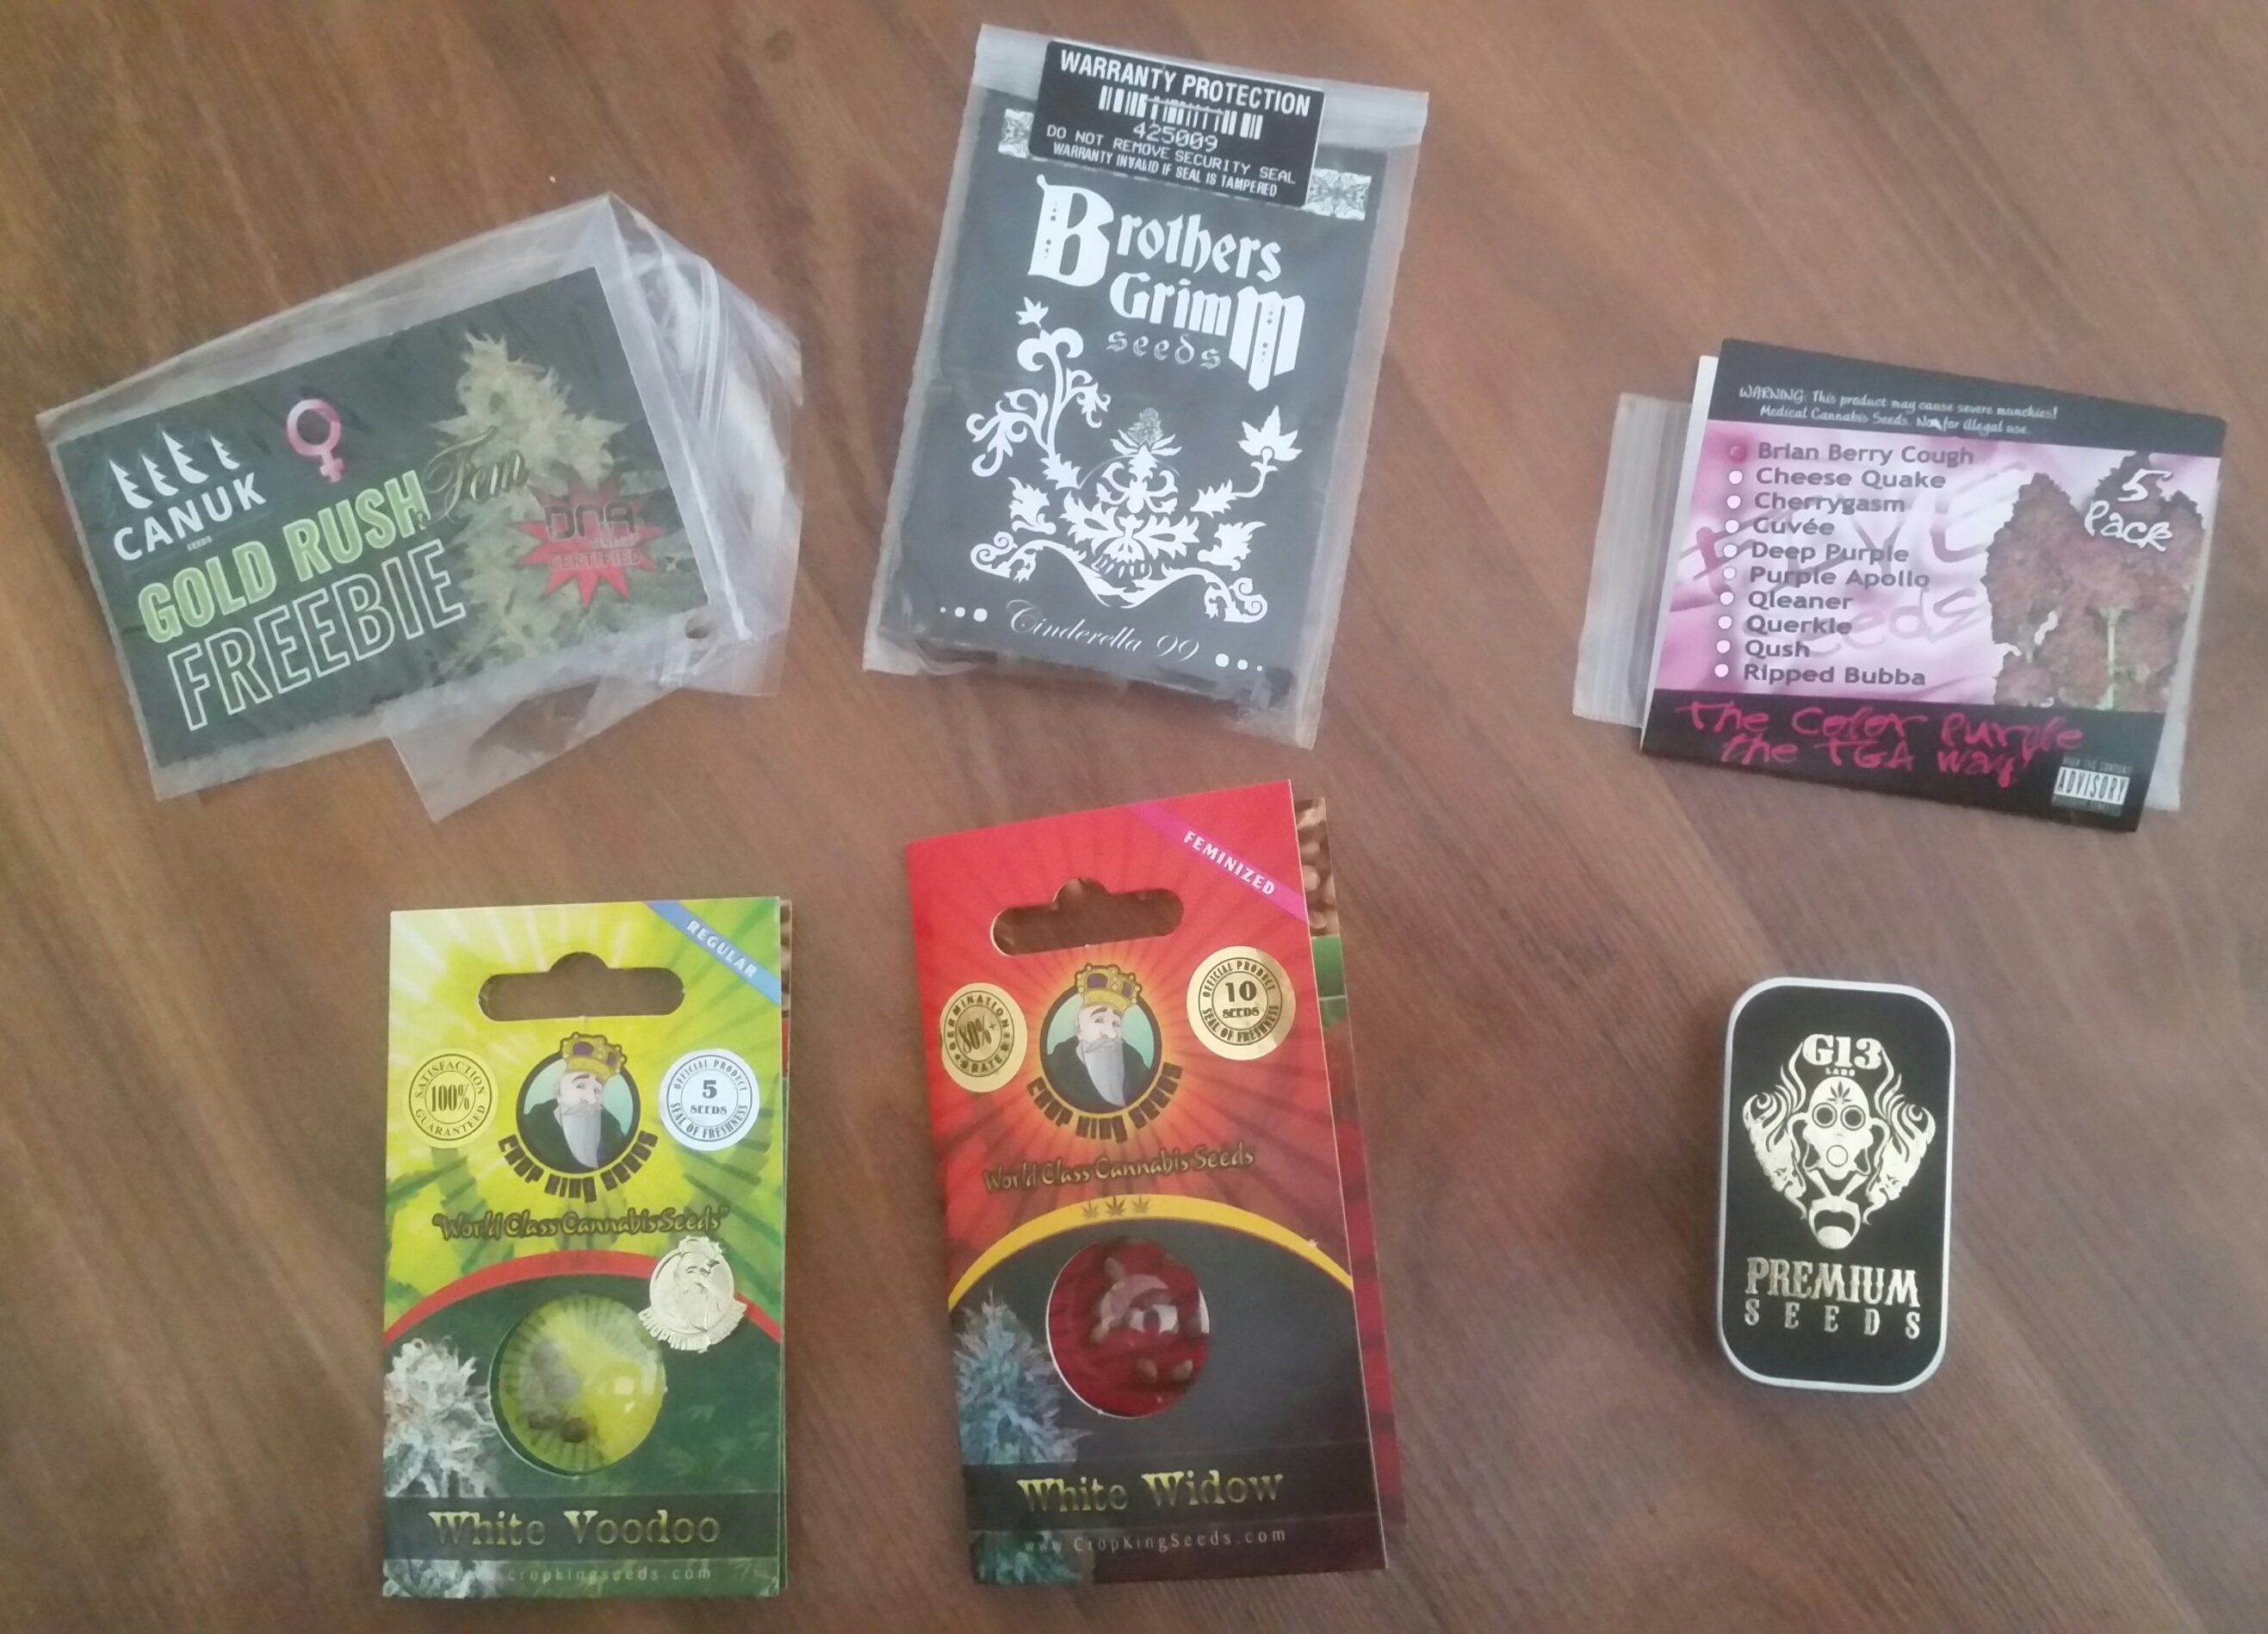 CANUK
SEEDS
GOLD RUSH Fem
FREEBIE
DNA
CERTIFIED
WARRANTY PROTECTION
425009
DO NOT REMOVE SECURITY SEAL
WARRANTY INVALID IF SEAL IS TAMPERED
Brothers
Grimm
seeds
Cinderella 99
WARNING: This product may cause severe munchies!
Medical Cannabis Seeds. Not for illegal use.
5
Pack
Brian Berry Cough
Cheese Quake
Cherrygasm
Cuvée
Deep Purple
Purple Apollo
Qleaner
Querkle
Qush
Ripped Bubba
The Color Purple
the TGA way!
ADVISORY
REGULAR
SATISFACTION
100%
GUARANTEED
OFFICIAL PRODUCT
5
SEEDS
SEAL OF FRESHNESS
CROP KING SEEDS
"World Class Cannabis Seeds"
White Voodoo
cropkingseeds.com
FEMINIZED
GERMINATION
80%+
RATE
OFFICIAL PRODUCT
10
SEEDS
SEAL OF FRESHNESS
CROP KING SEEDS
World Class Cannabis Seeds
White Widow
www.CropKingSeeds.com
G13
LABS
PREMIUM
SEEDS